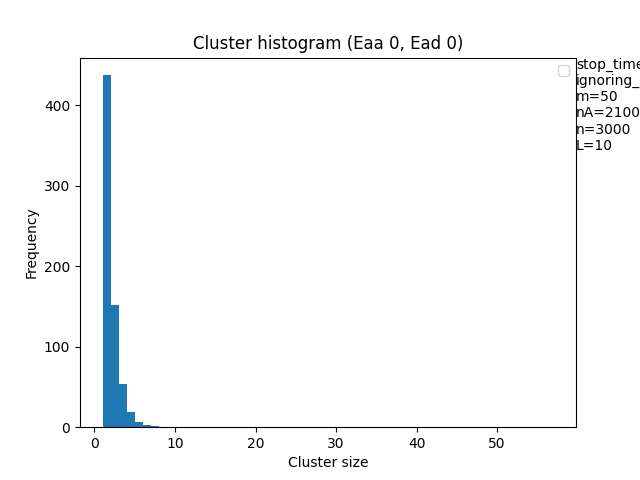 Cluster histogram (Eaa 0, Ead 0)
stop_time
ignoring_
m=50
nA=2100
n=3000
L=10
400
300
200
100
0
Frequency
0 10 20 30 40 50
Cluster size